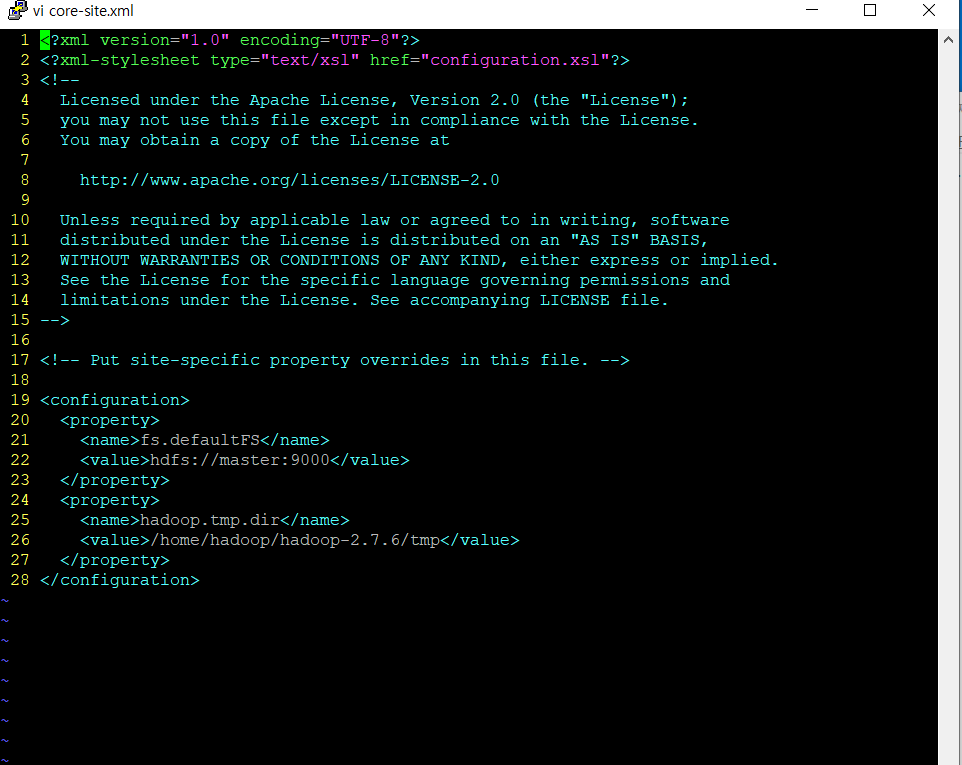 vi core-site.xml
1 <?xml version="1.0" encoding="UTF-8"?>
2 <?xml-stylesheet type="text/xsl" href="configuration.xsl"?>
3 <!--
4   Licensed under the Apache License, Version 2.0 (the "License");
5   you may not use this file except in compliance with the License.
6   You may obtain a copy of the License at
7
8     http://www.apache.org/licenses/LICENSE-2.0
9
10   Unless required by applicable law or agreed to in writing, software
11   distributed under the License is distributed on an "AS IS" BASIS,
12   WITHOUT WARRANTIES OR CONDITIONS OF ANY KIND, either express or implied.
13   See the License for the specific language governing permissions and
14   limitations under the License. See accompanying LICENSE file.
15 -->
16
17 <!-- Put site-specific property overrides in this file. -->
18
19 <configuration>
20   <property>
21     <name>fs.defaultFS</name>
22     <value>hdfs://master:9000</value>
23   </property>
24   <property>
25     <name>hadoop.tmp.dir</name>
26     <value>/home/hadoop/hadoop-2.7.6/tmp</value>
27   </property>
28 </configuration>
~
~
~
~
~
~
~
~
~